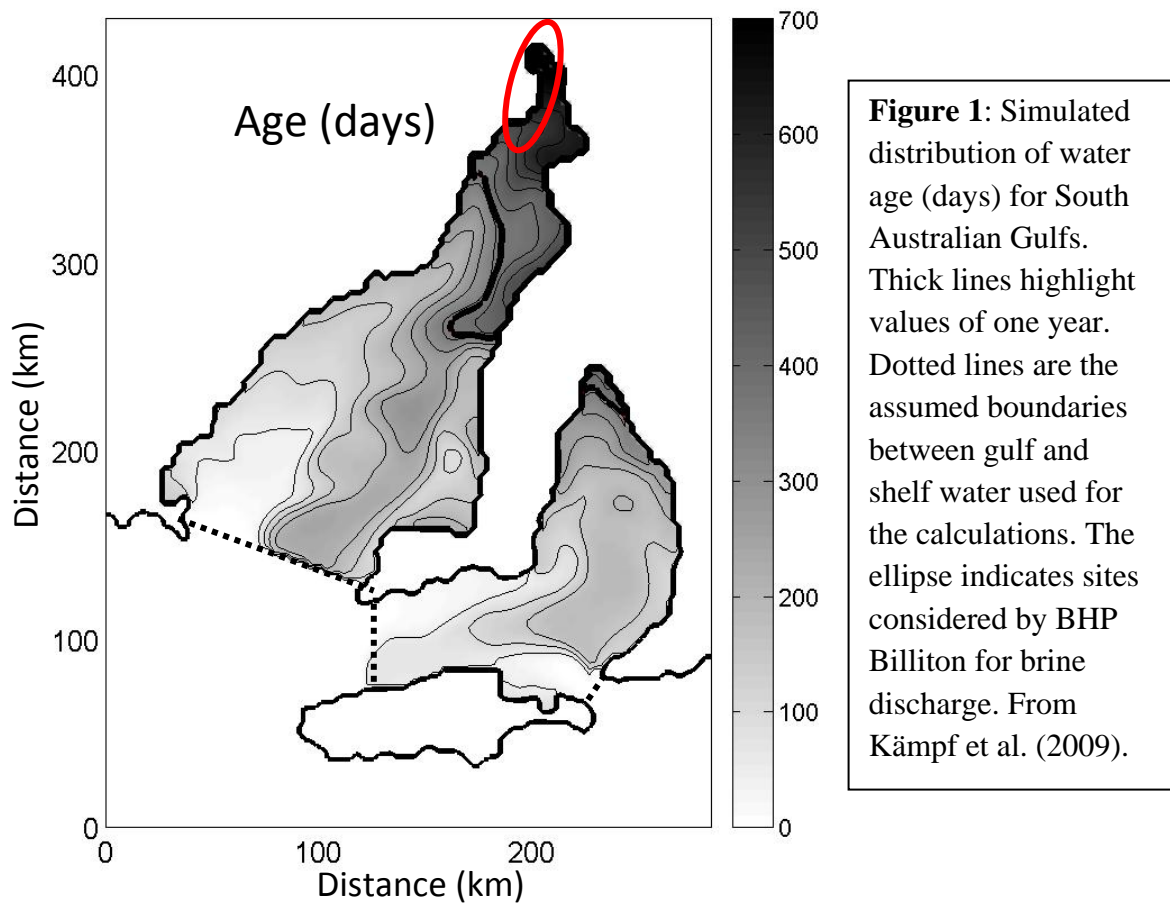 Age (days)
400
300
200
100
0
Distance (km)
0
100
200
Distance (km)
700
600
500
400
300
200
100
0
Figure 1: Simulated
distribution of water
age (days) for South
Australian Gulfs.
Thick lines highlight
values of one year.
Dotted lines are the
assumed boundaries
between gulf and
shelf water used for
the calculations. The
ellipse indicates sites
considered by BHP
Billiton for brine
discharge. From
Kämpf et al. (2009).